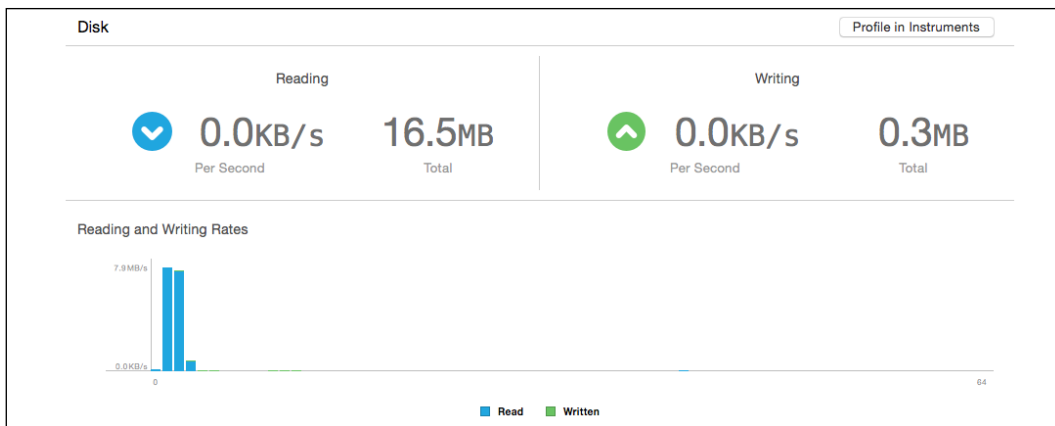 Disk
Profile in Instruments
Reading
Writing
0.0KB/s 16.5MB
Per Second Total
0.0KB/s 0.3MB
Per Second Total
Reading and Writing Rates
7.9MB/s
0.0KB/s
0 64
Read Written